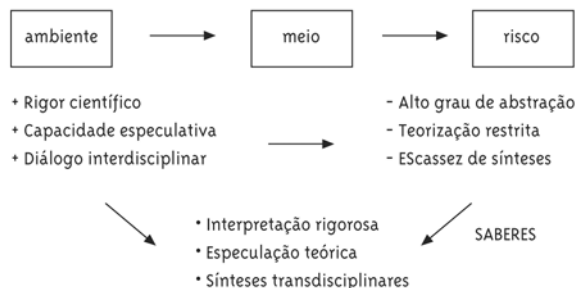 ambiente
meio
risco
+ Rigor científico
+ Capacidade especulativa
+ Diálogo interdisciplinar
- Alto grau de abstração
- Teorização restrita
- EScassez de sínteses
• Interpretação rigorosa
• Especulação teórica
• Sínteses transdisciplinares
SABERES